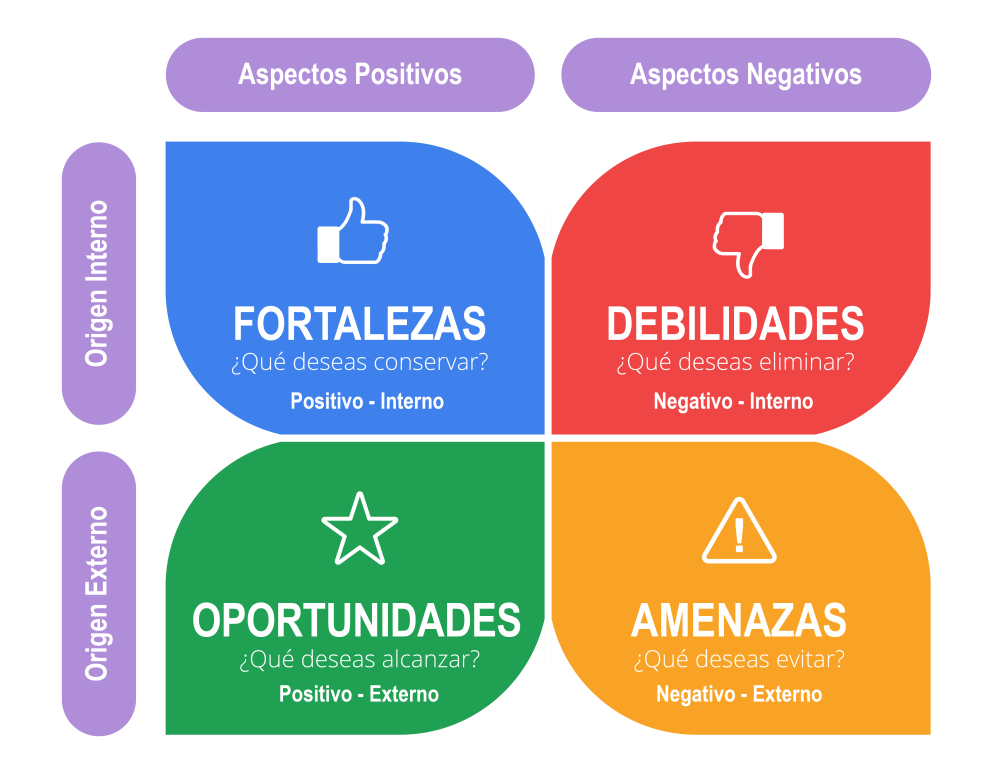 Aspectos Positivos
Aspectos Negativos
Origen Interno
FORTALEZAS
¿Qué deseas conservar?
Positivo - Interno
DEBILIDADES
¿Qué deseas eliminar?
Negativo - Interno
Origen Externo
OPORTUNIDADES
¿Qué deseas alcanzar?
Positivo - Externo
AMENAZAS
¿Qué deseas evitar?
Negativo - Externo